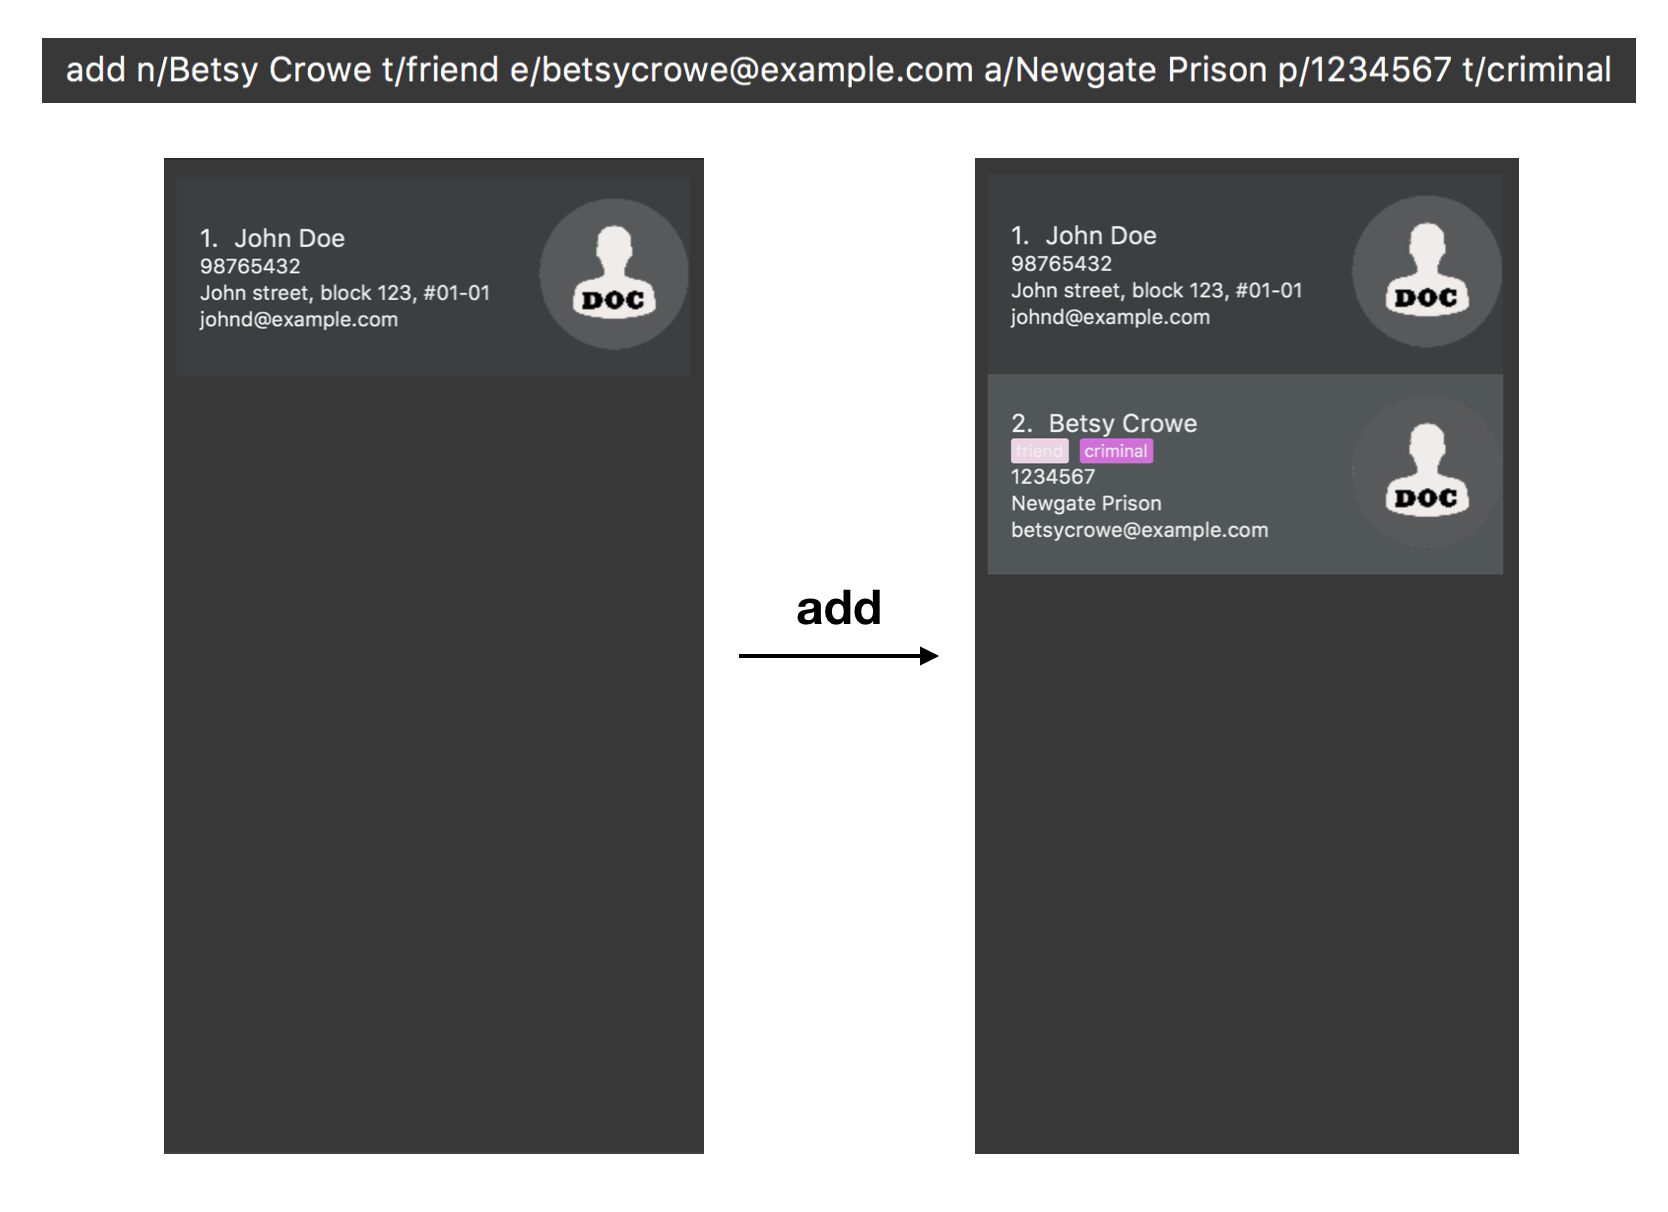 add n/Betsy Crowe t/friend e/betsycrowe@example.com a/Newgate Prison p/1234567 t/criminal
1. John Doe
98765432
John street, block 123, #01-01
johnd@example.com
DOC
add
1. John Doe
98765432
John street, block 123, #01-01
johnd@example.com
DOC
2. Betsy Crowe
friend criminal
1234567
Newgate Prison
betsycrowe@example.com
DOC